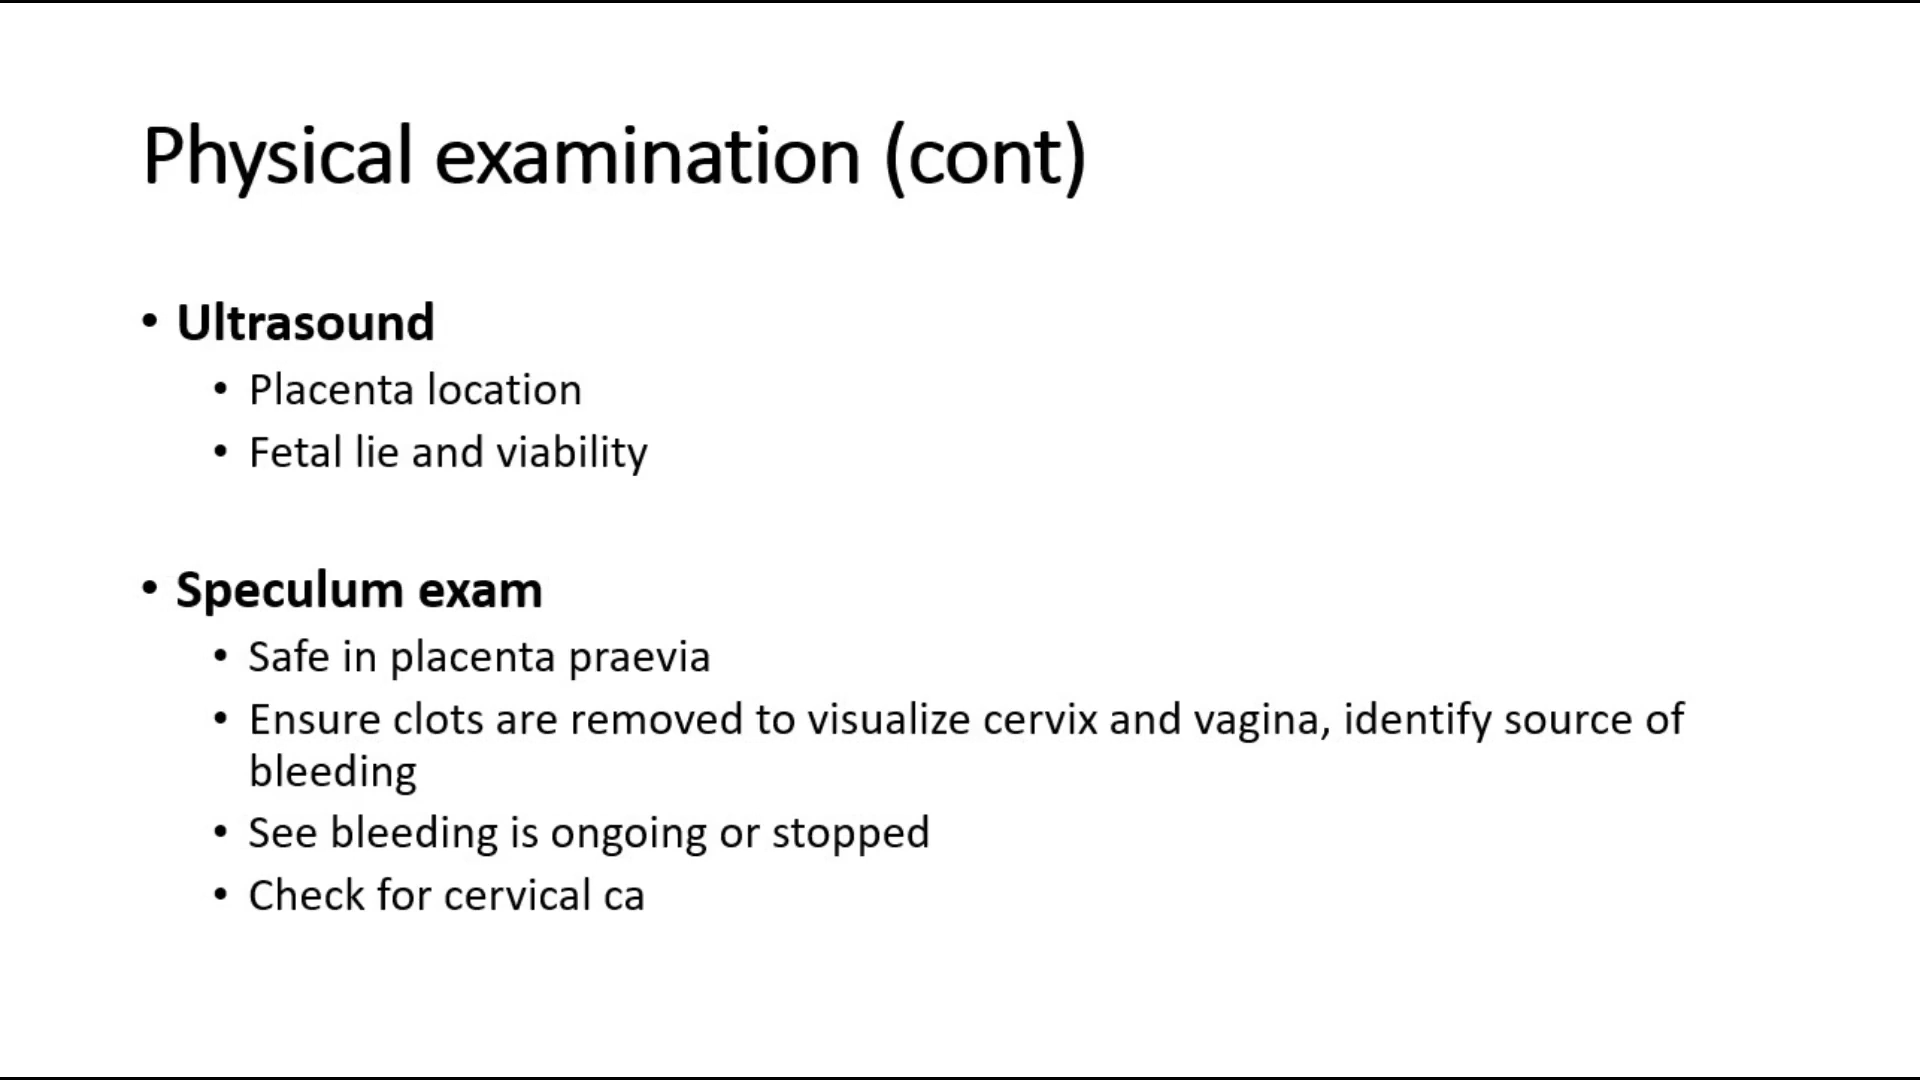 Physical examination (cont)
• Ultrasound
• Placenta location
• Fetal lie and viability
• Speculum exam
• Safe in placenta praevia
• Ensure clots are removed to visualize cervix and vagina, identify source of
bleeding
• See bleeding is ongoing or stopped
• Check for cervical ca